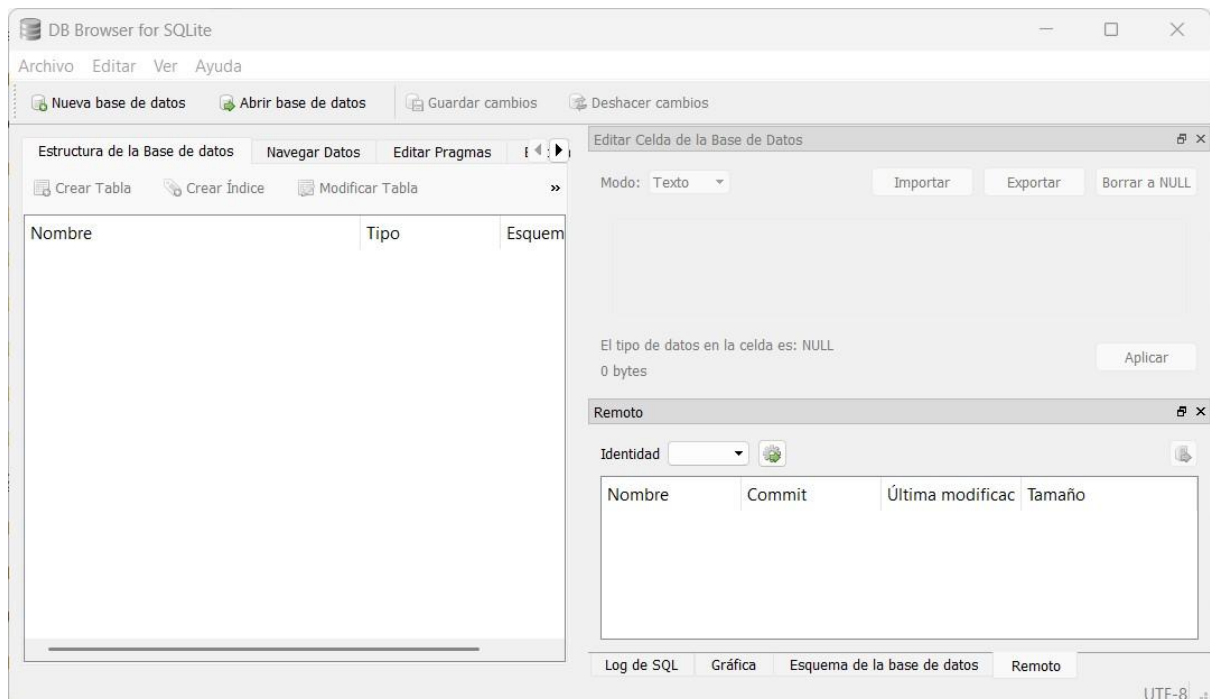 DB Browser for SQLite
Archivo Editar Ver Ayuda
Nueva base de datos Abrir base de datos Guardar cambios Deshacer cambios
Estructura de la Base de datos Navegar Datos Editar Pragmas
Crear Tabla Crear Índice Modificar Tabla »
Nombre Tipo Esquem
Editar Celda de la Base de Datos
Modo: Texto Importar Exportar Borrar a NULL
El tipo de datos en la celda es: NULL
0 bytes
Aplicar
Remoto
Identidad
Nombre Commit Última modificac Tamaño
Log de SQL Gráfica Esquema de la base de datos Remoto
UTF-8